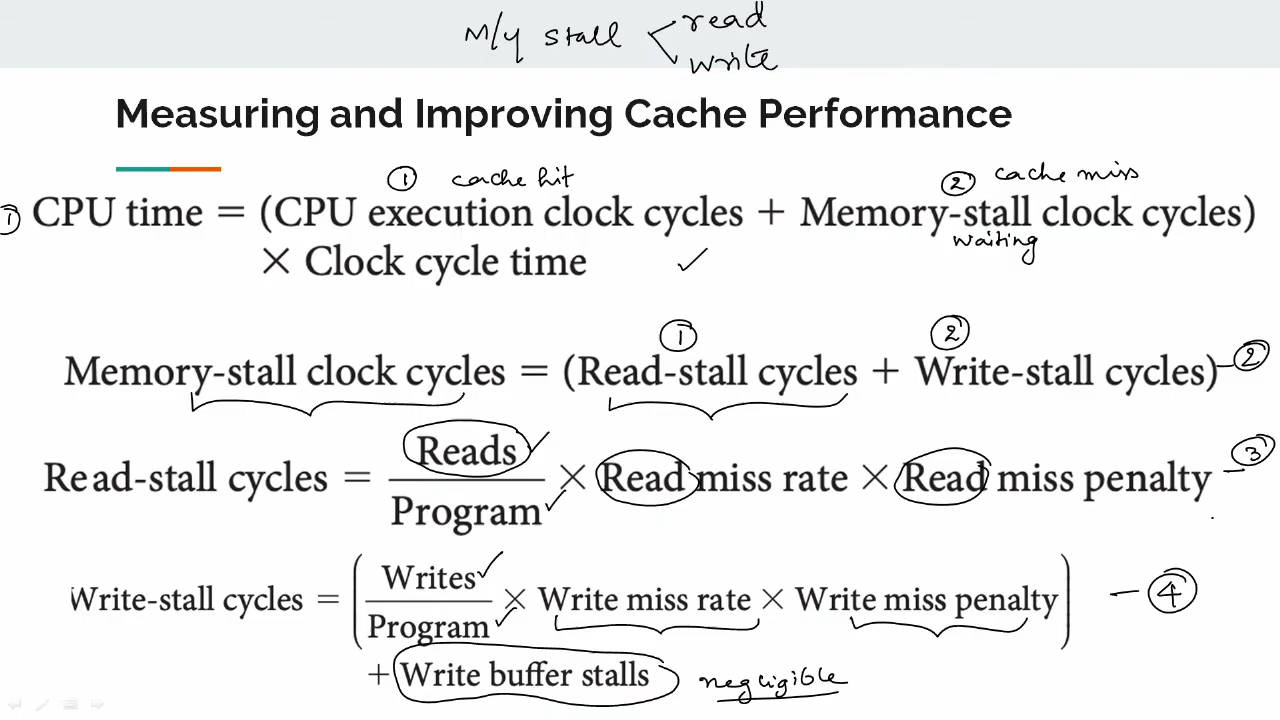 M/y stall read
write
Measuring and Improving Cache Performance
① cache hit ② cache miss
① CPU time = (CPU execution clock cycles + Memory-stall clock cycles)
waiting
× Clock cycle time ✓
① ②
Memory-stall clock cycles = (Read-stall cycles + Write-stall cycles) - ②
Read-stall cycles = Reads / Program × Read miss rate × Read miss penalty - ③
Write-stall cycles = (Writes / Program × Write miss rate × Write miss penalty) - ④
+ Write buffer stalls negligible